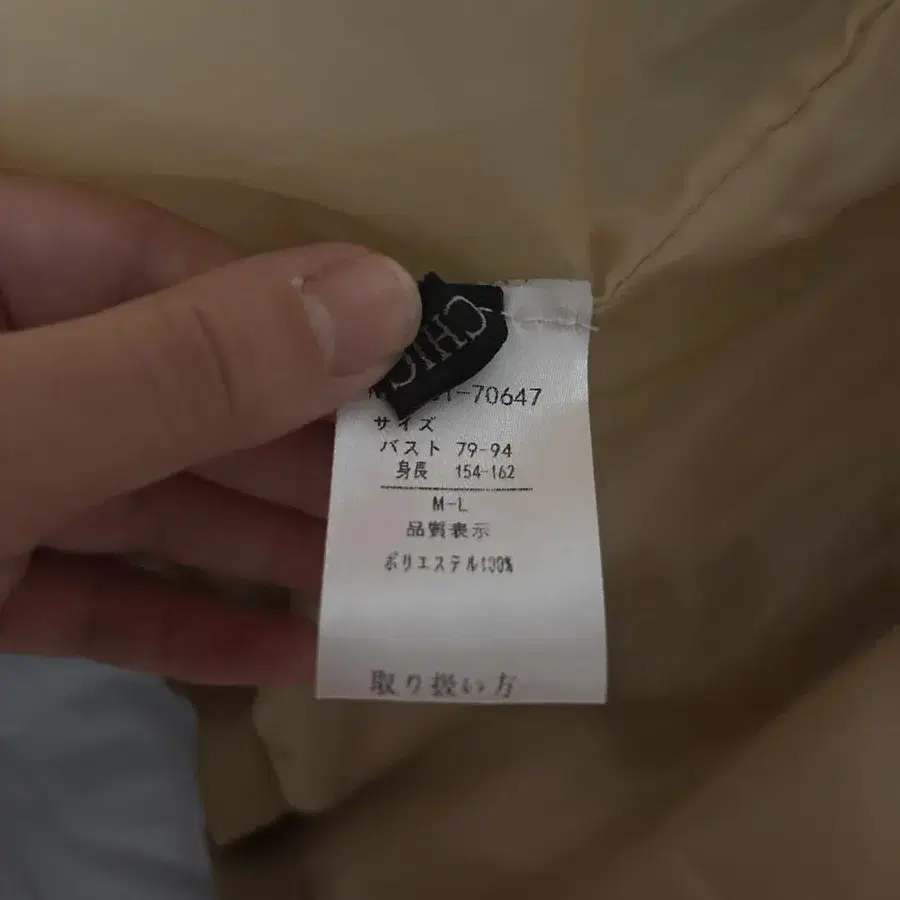 CHIC
1-70647
サイズ
バスト 79-94
身長 154-162
M-L
品質表示
ポリエステル100%
取り扱い方